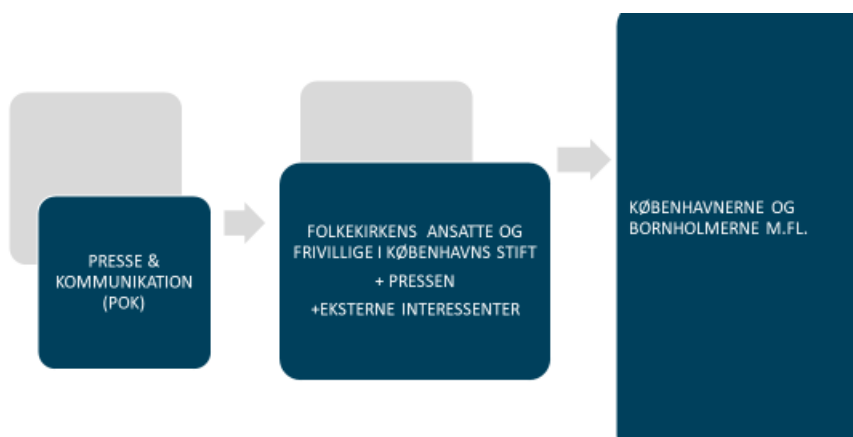 PRESSE &
KOMMUNIKATION
(POK)
FOLKEKIRKENS ANSATTE OG
FRIVILLIGE I KØBENHAVNS STIFT
+ PRESSEN
+EKSTERNE INTERESSENTER
KØBENHAVNERNE OG
BORNHOLMERNE M.FL.